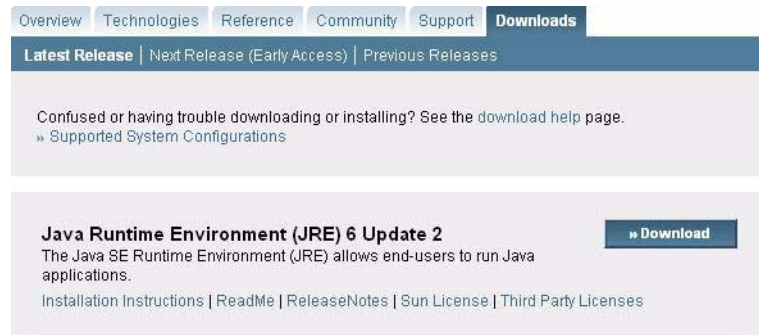 Overview Technologies Reference Community Support Downloads
Latest Release | Next Release (Early Access) | Previous Releases
Confused or having trouble downloading or installing? See the download help page.
» Supported System Configurations
Java Runtime Environment (JRE) 6 Update 2
» Download
The Java SE Runtime Environment (JRE) allows end-users to run Java
applications.
Installation Instructions | ReadMe | ReleaseNotes | Sun License | Third Party Licenses